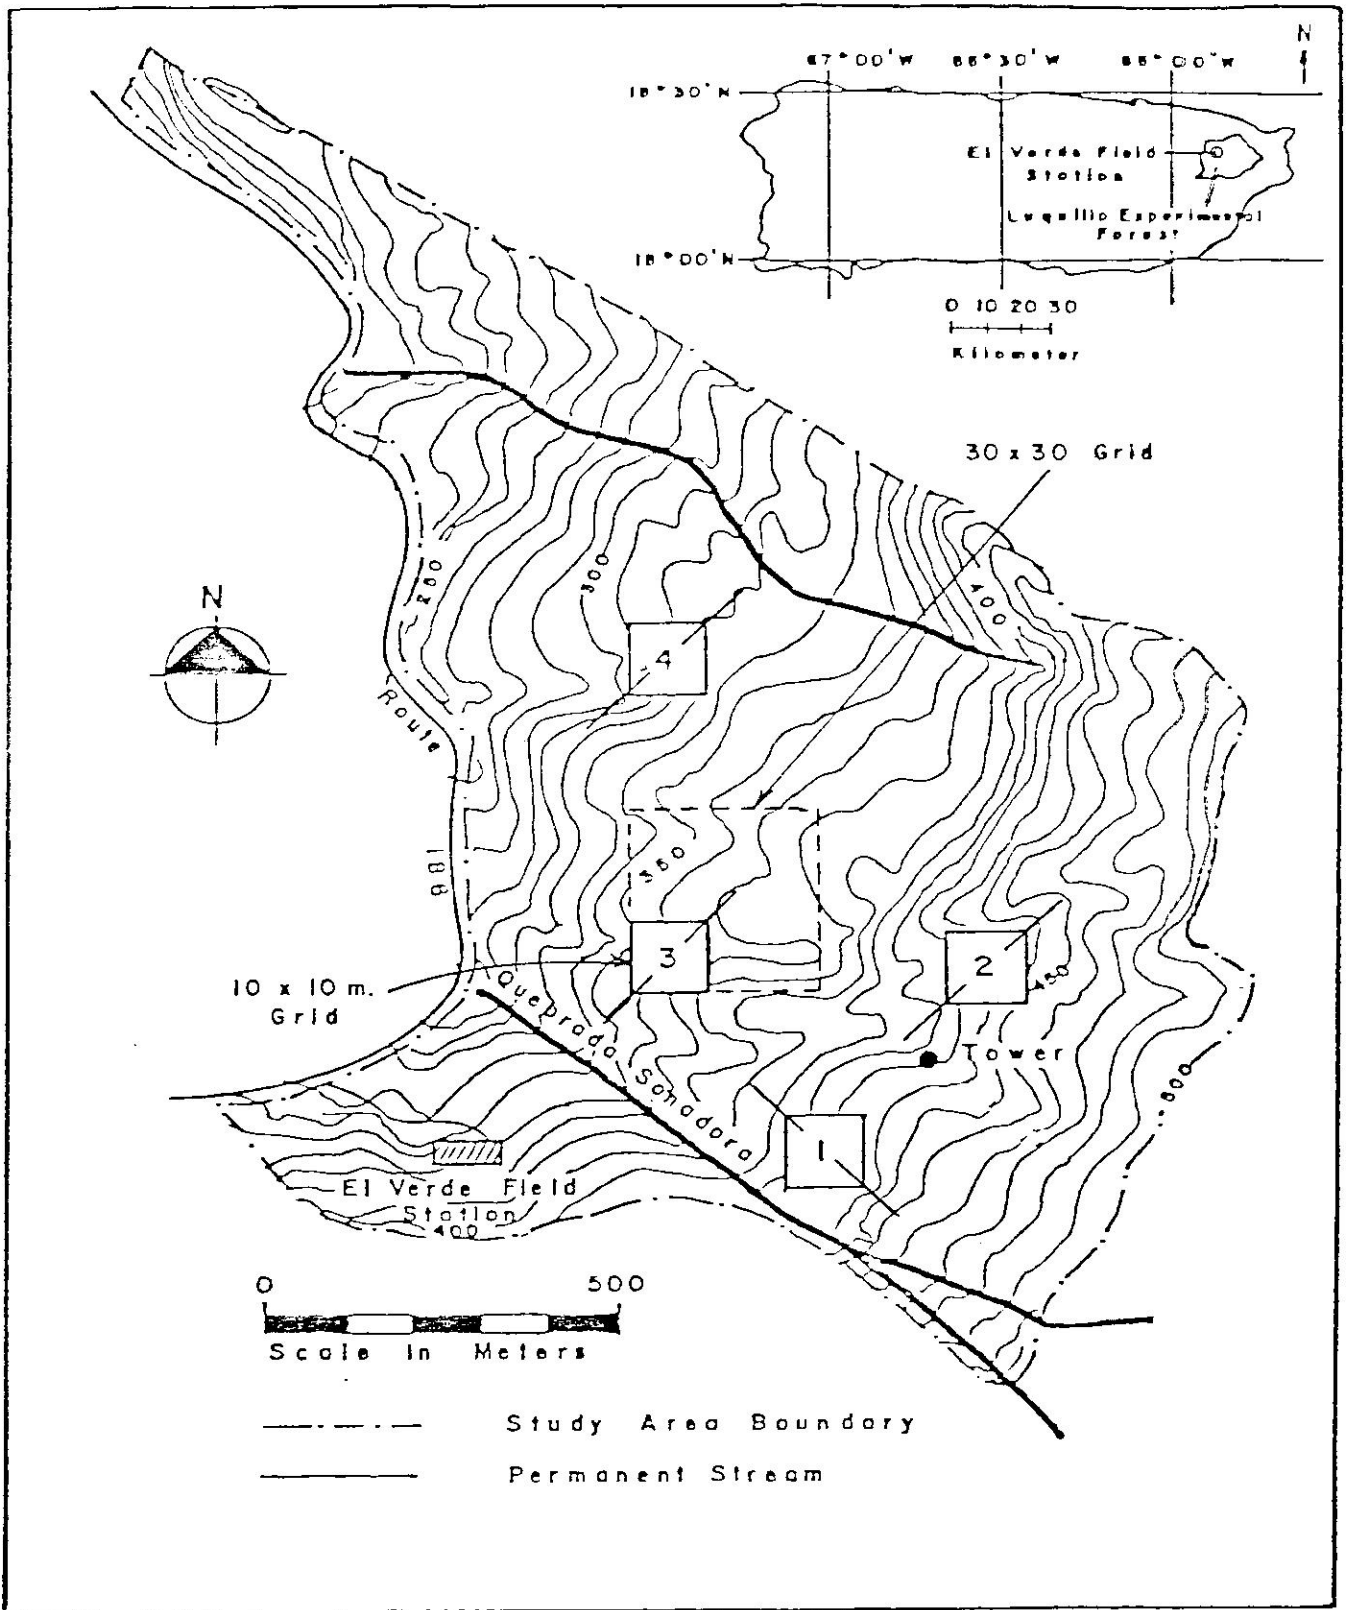 N
67°00'W 66°30'W 66°00'W
18°30'N
El Verde Field
Station
Luquillo Experimental
Forest
18°00'N
0 10 20 30
Kilometer
30 x 30 Grid
300
400
N
4
Route
186
350
3
2
450
10 x 10 m.
Grid
Quebrada Sonadora
Tower
1
El Verde Field
Station
400
0 500
Scale In Meters
Study Area Boundary
Permanent Stream